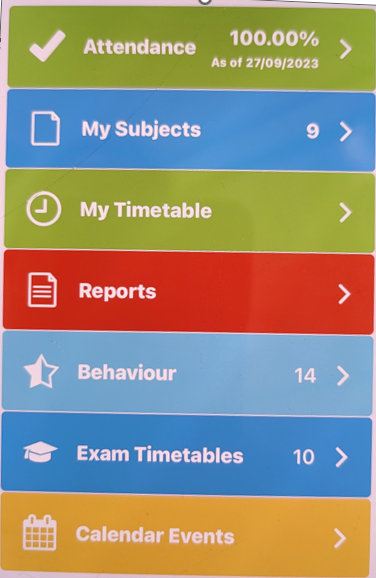 Attendance 100.00%
As of 27/09/2023
My Subjects 9
My Timetable
Reports
Behaviour 14
Exam Timetables 10
Calendar Events